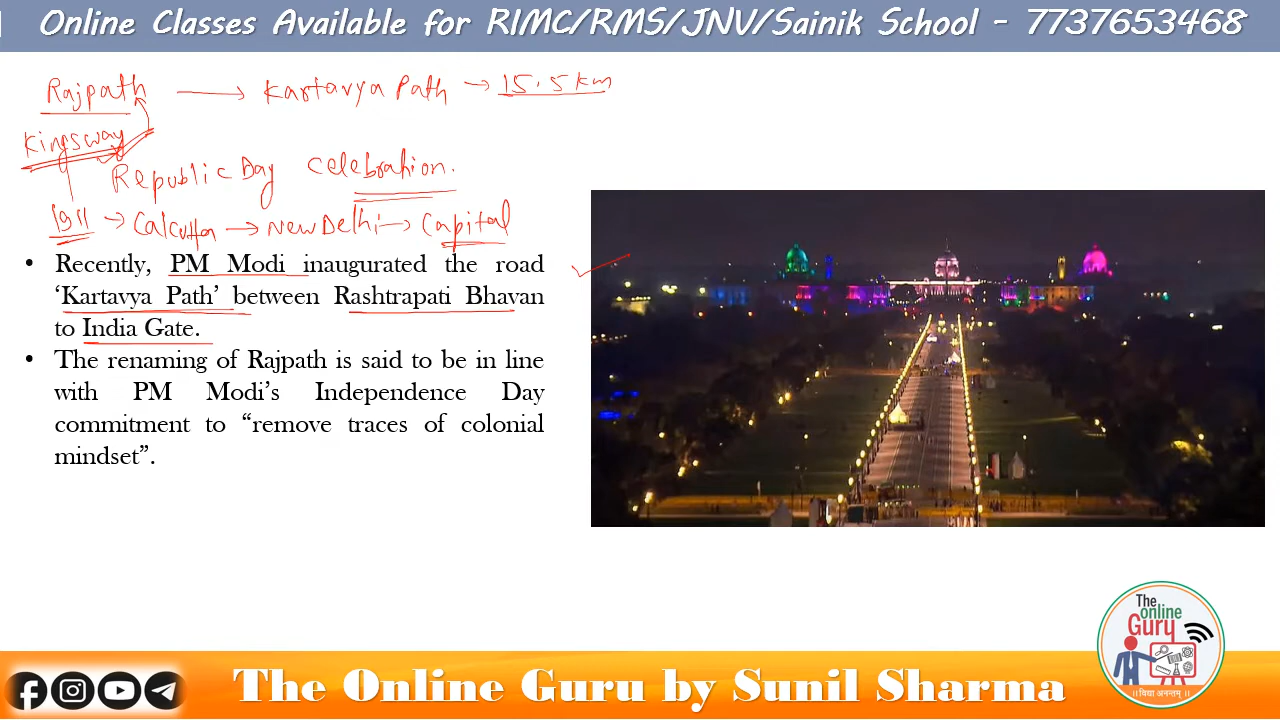 Online Classes Available for RIMC/RMS/JNV/Sainik School - 7737653468
Rajpath → Kartavya Path → 15.5 km
Kingsway
Republic Day celebration.
1911 → Calcutta → New Delhi → Capital
• Recently, PM Modi inaugurated the road
‘Kartavya Path’ between Rashtrapati Bhavan
to India Gate.
• The renaming of Rajpath is said to be in line
with PM Modi’s Independence Day
commitment to “remove traces of colonial
mindset”.
The
online
Gury
।। विद्या अनन्तम् ।।
The Online Guru by Sunil Sharma